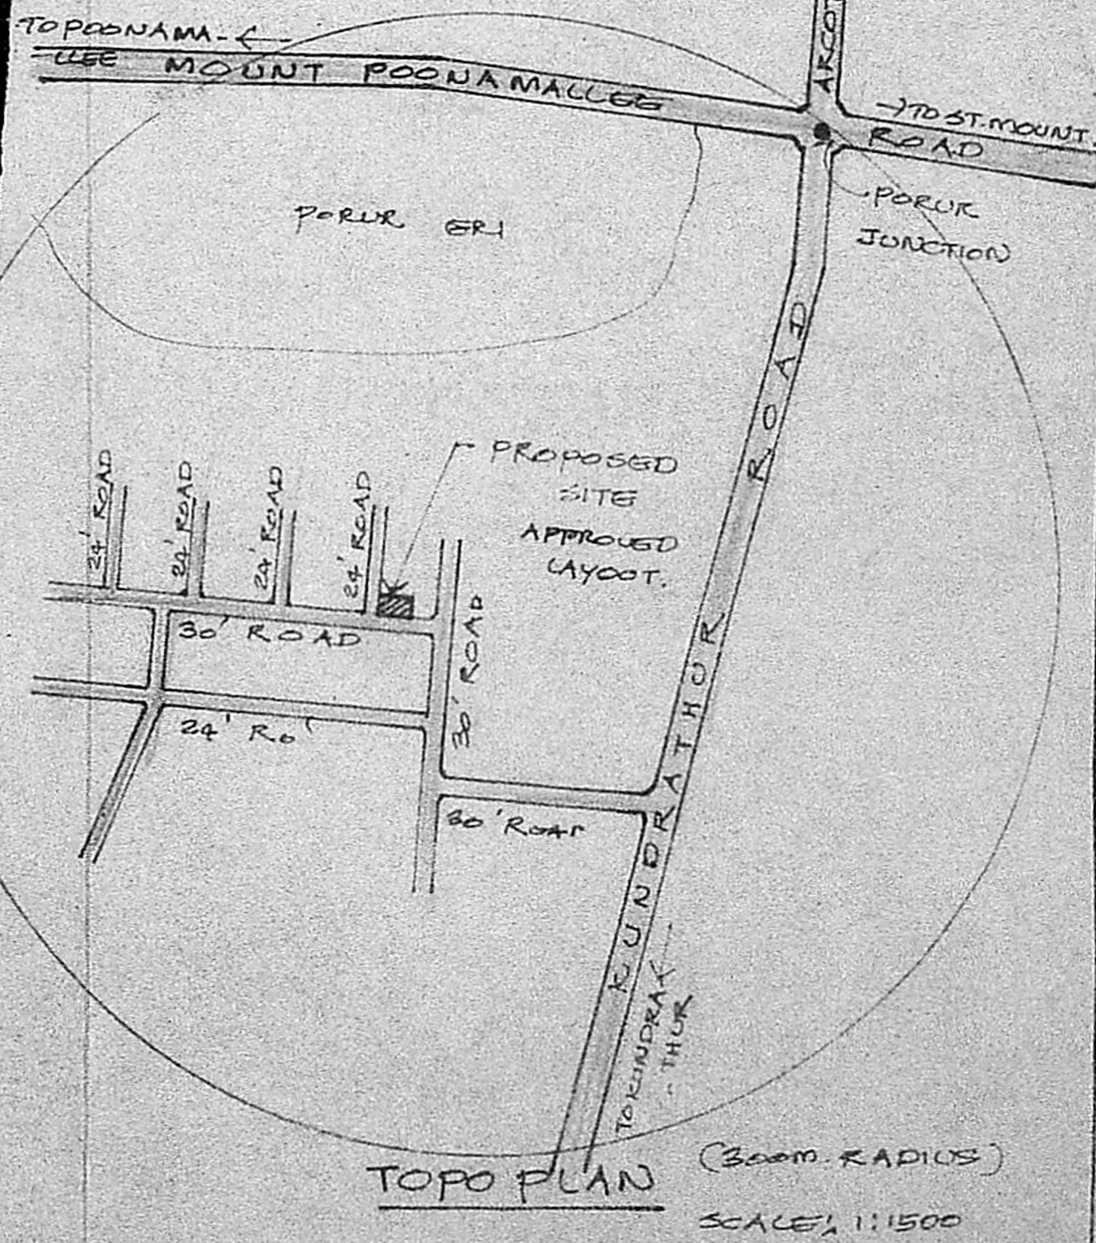 TO POONAMA-
LLEE
MOUNT POONAMALLEE
ROAD
ARCOT
TO ST. MOUNT.
PORUR
JUNCTION
PORUR ERI
PROPOSED
SITE
APPROVED
LAYOOT.
24' ROAD
24' ROAD
24' ROAD
24' ROAD
30' ROAD
30' ROAD
24' Ro
30' ROAD
KUNDRATHUR ROAD
TO KUNDRA
- THUR
TOPO PLAN
(300m. RADIUS)
SCALE; 1:1500